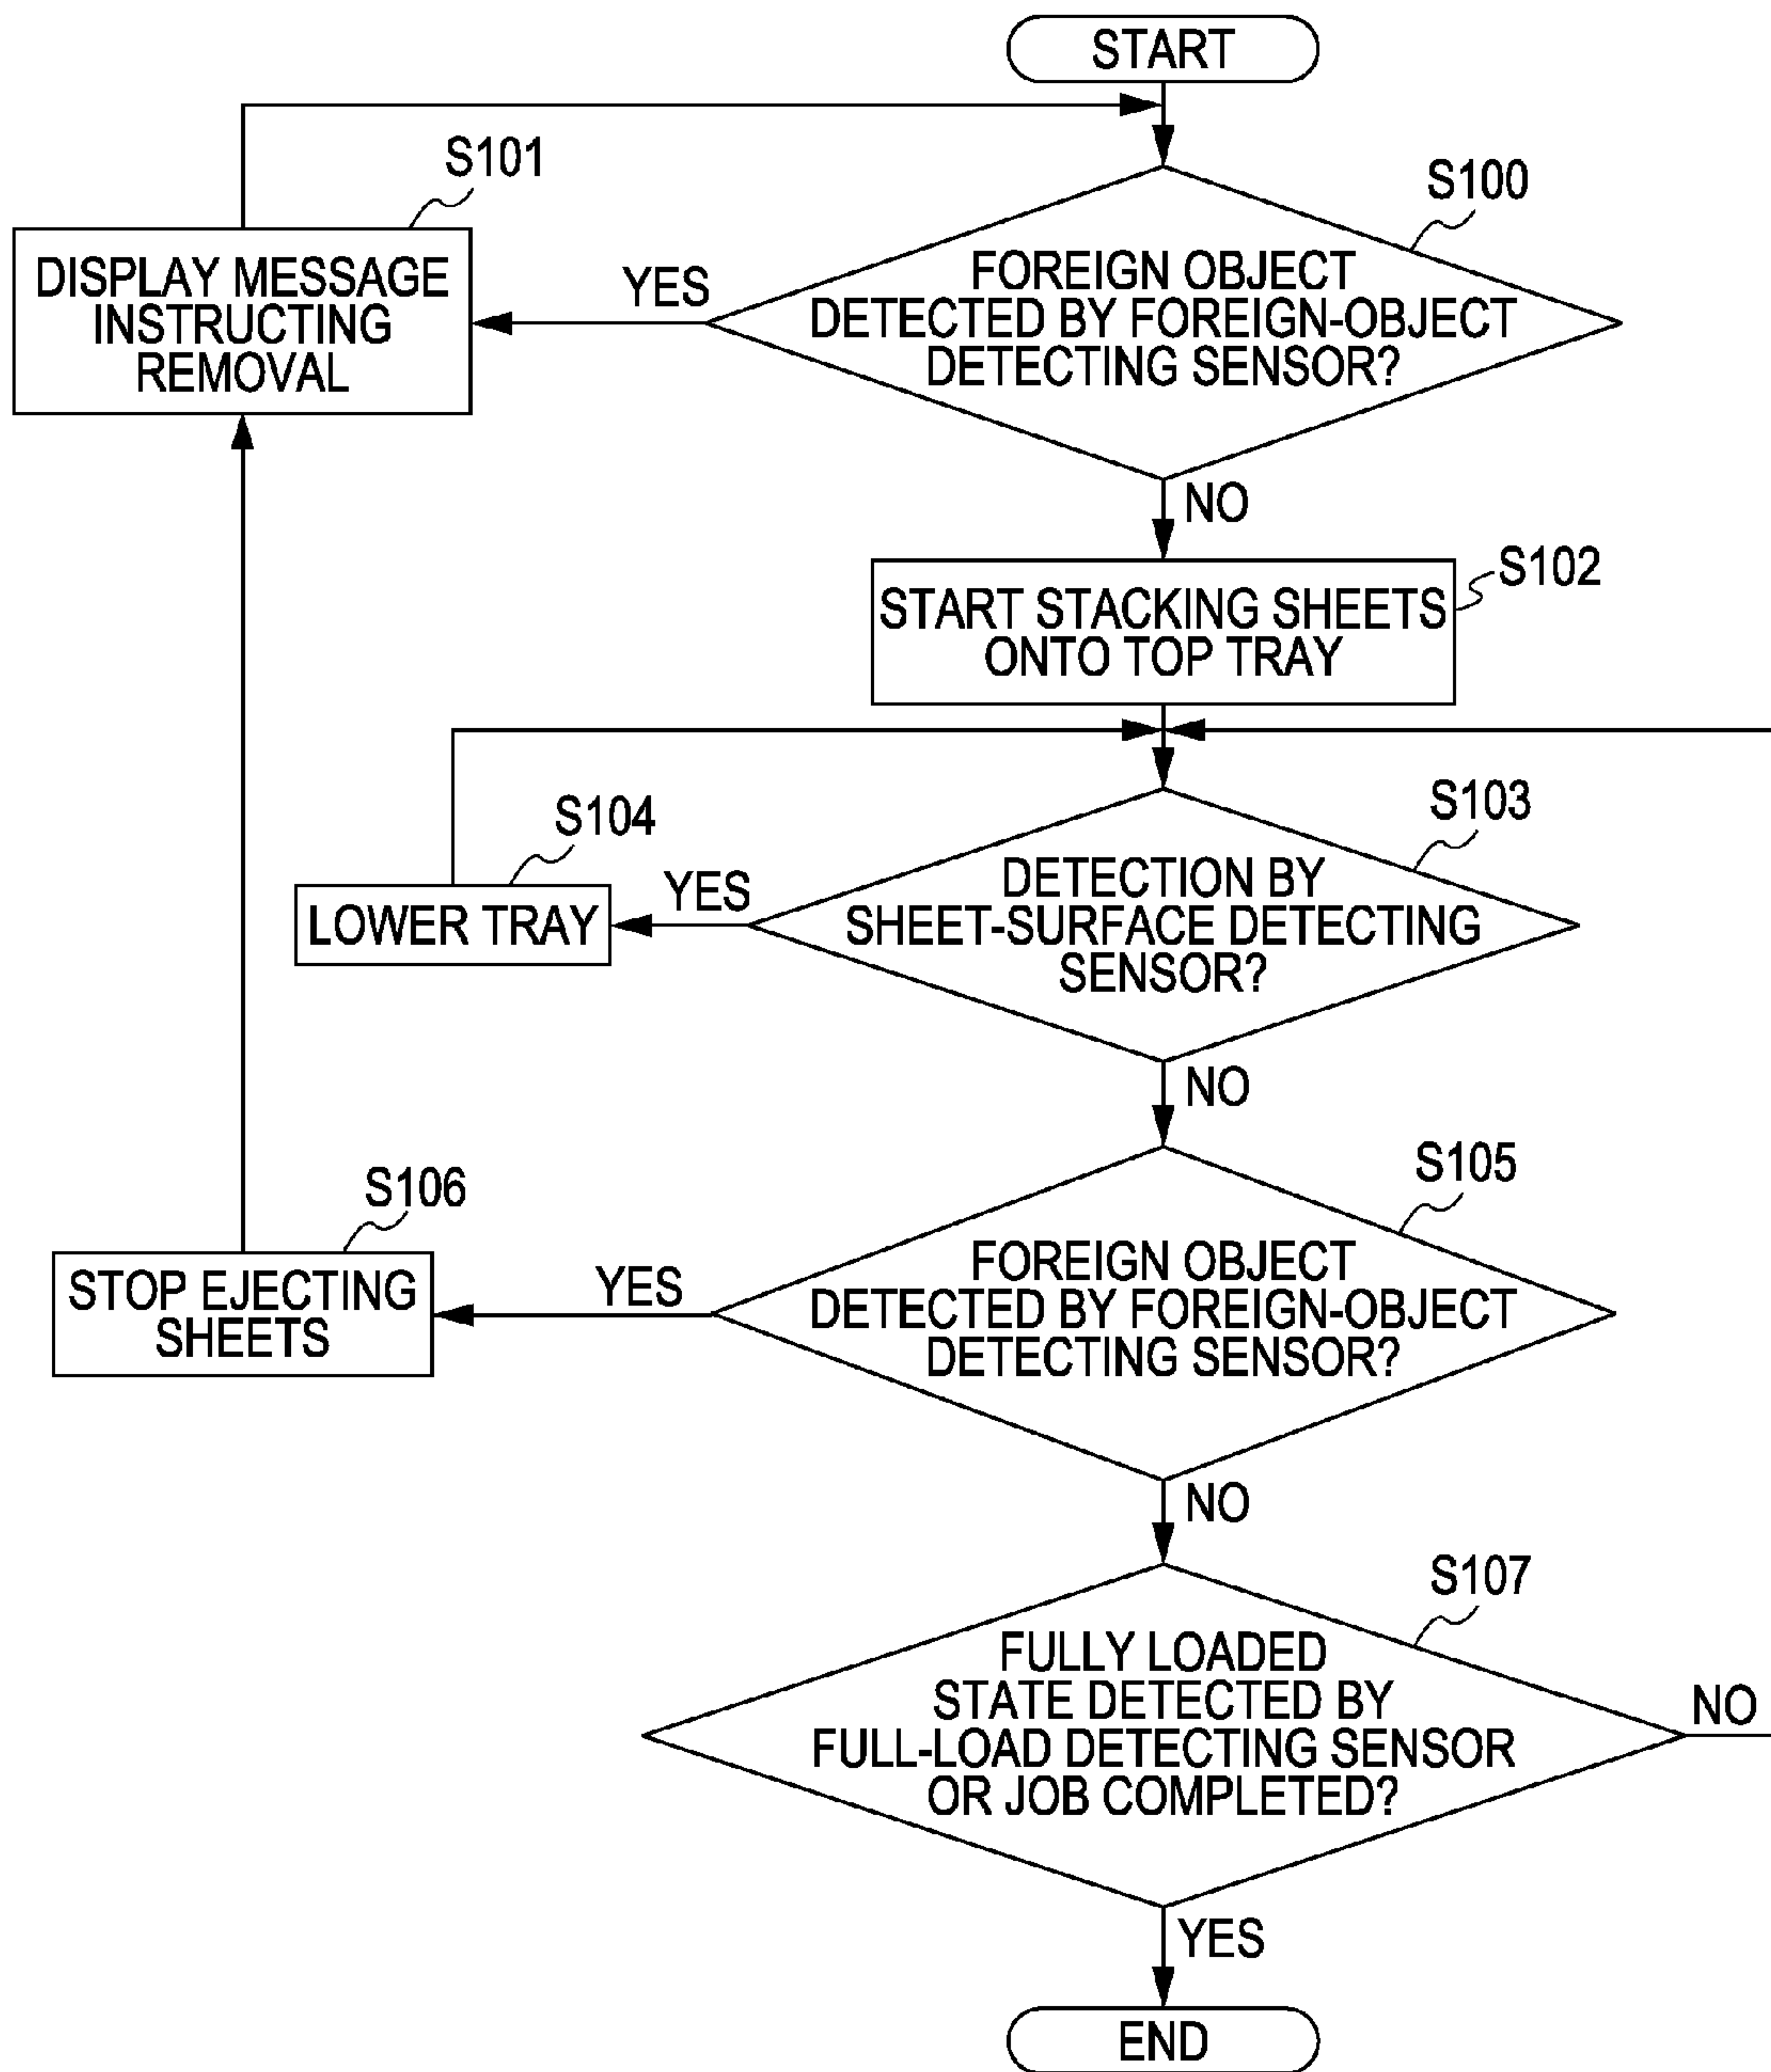 START
S101
S100
DISPLAY MESSAGE
INSTRUCTING
REMOVAL
YES
FOREIGN OBJECT
DETECTED BY FOREIGN-OBJECT
DETECTING SENSOR?
NO
S102
START STACKING SHEETS
ONTO TOP TRAY
S104
S103
LOWER TRAY
YES
DETECTION BY
SHEET-SURFACE DETECTING
SENSOR?
NO
S106
S105
STOP EJECTING
SHEETS
YES
FOREIGN OBJECT
DETECTED BY FOREIGN-OBJECT
DETECTING SENSOR?
NO
S107
FULLY LOADED
STATE DETECTED BY
FULL-LOAD DETECTING SENSOR
OR JOB COMPLETED?
NO
YES
END